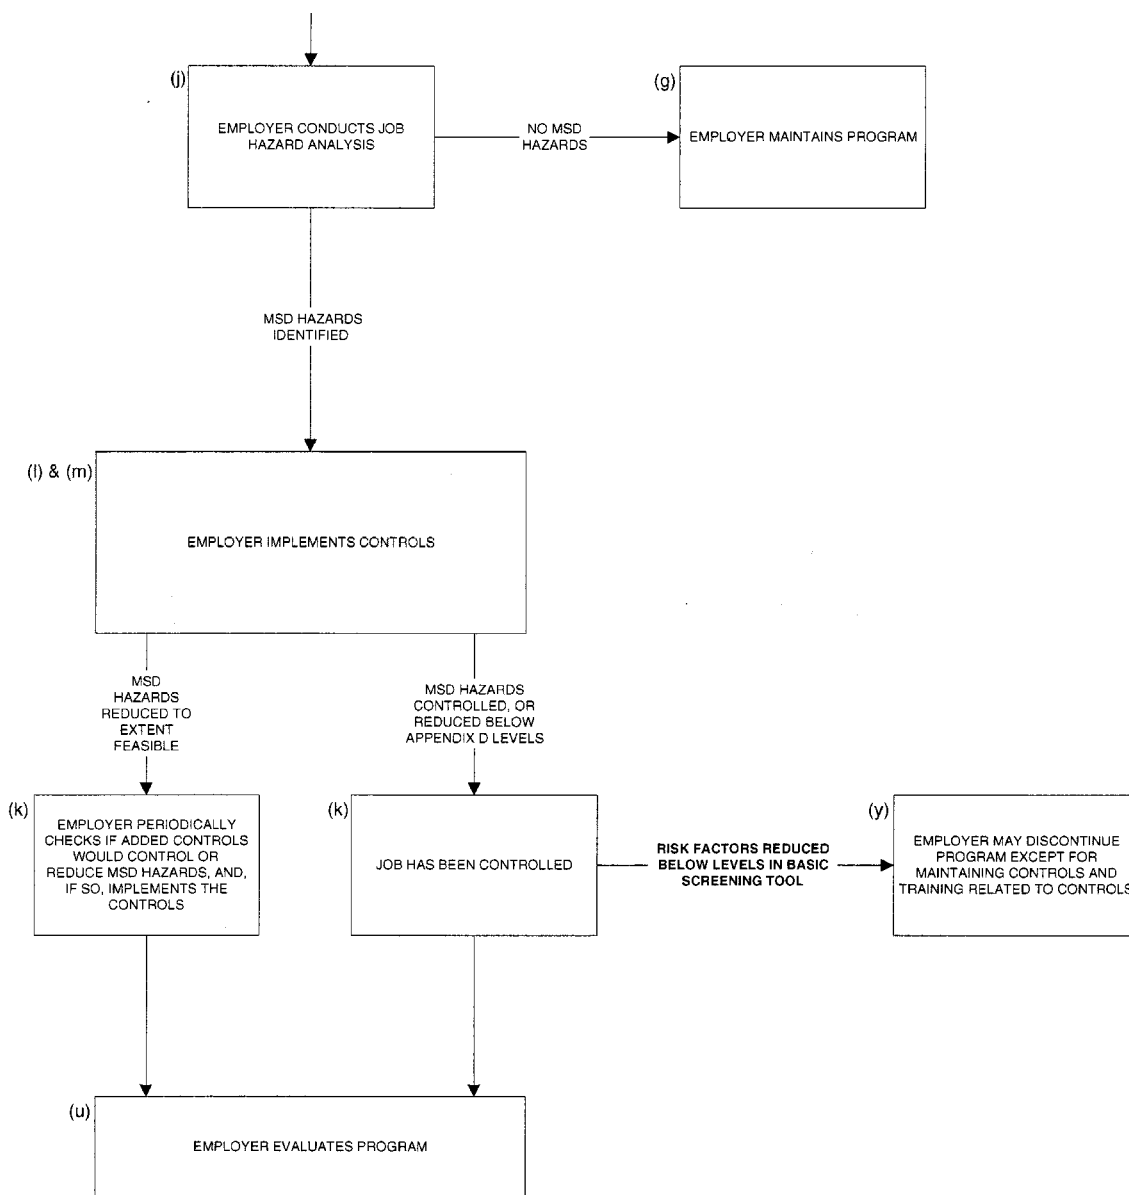 (j)
EMPLOYER CONDUCTS JOB
HAZARD ANALYSIS
NO MSD
HAZARDS
(g)
EMPLOYER MAINTAINS PROGRAM
MSD HAZARDS
IDENTIFIED
(l) & (m)
EMPLOYER IMPLEMENTS CONTROLS
MSD
HAZARDS
REDUCED TO
EXTENT
FEASIBLE
MSD HAZARDS
CONTROLLED, OR
REDUCED BELOW
APPENDIX D LEVELS
(k)
EMPLOYER PERIODICALLY
CHECKS IF ADDED CONTROLS
WOULD CONTROL OR
REDUCE MSD HAZARDS, AND,
IF SO, IMPLEMENTS THE
CONTROLS
(k)
JOB HAS BEEN CONTROLLED
RISK FACTORS REDUCED
BELOW LEVELS IN BASIC
SCREENING TOOL
(y)
EMPLOYER MAY DISCONTINUE
PROGRAM EXCEPT FOR
MAINTAINING CONTROLS AND
TRAINING RELATED TO CONTROLS
(u)
EMPLOYER EVALUATES PROGRAM